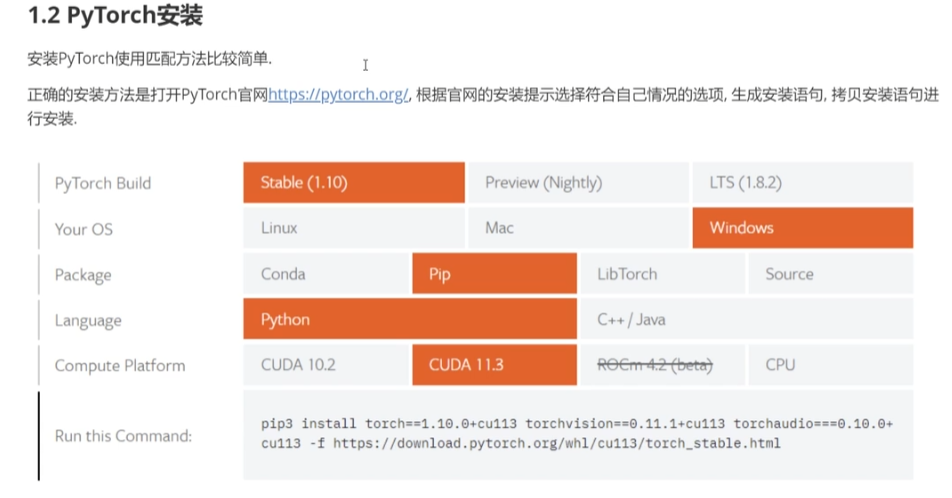 1.2 PyTorch安装
安装PyTorch使用匹配方法比较简单.
正确的安装方法是打开PyTorch官网https://pytorch.org/, 根据官网的安装提示选择符合自己情况的选项, 生成安装语句, 拷贝安装语句进
行安装.
PyTorch Build Stable (1.10) Preview (Nightly) LTS (1.8.2)
Your OS Linux Mac Windows
Package Conda Pip LibTorch Source
Language Python C++ / Java
Compute Platform CUDA 10.2 CUDA 11.3 ROCm 4.2 (beta) CPU
Run this Command:
pip3 install torch==1.10.0+cu113 torchvision==0.11.1+cu113 torchaudio===0.10.0+
cu113 -f https://download.pytorch.org/whl/cu113/torch_stable.html